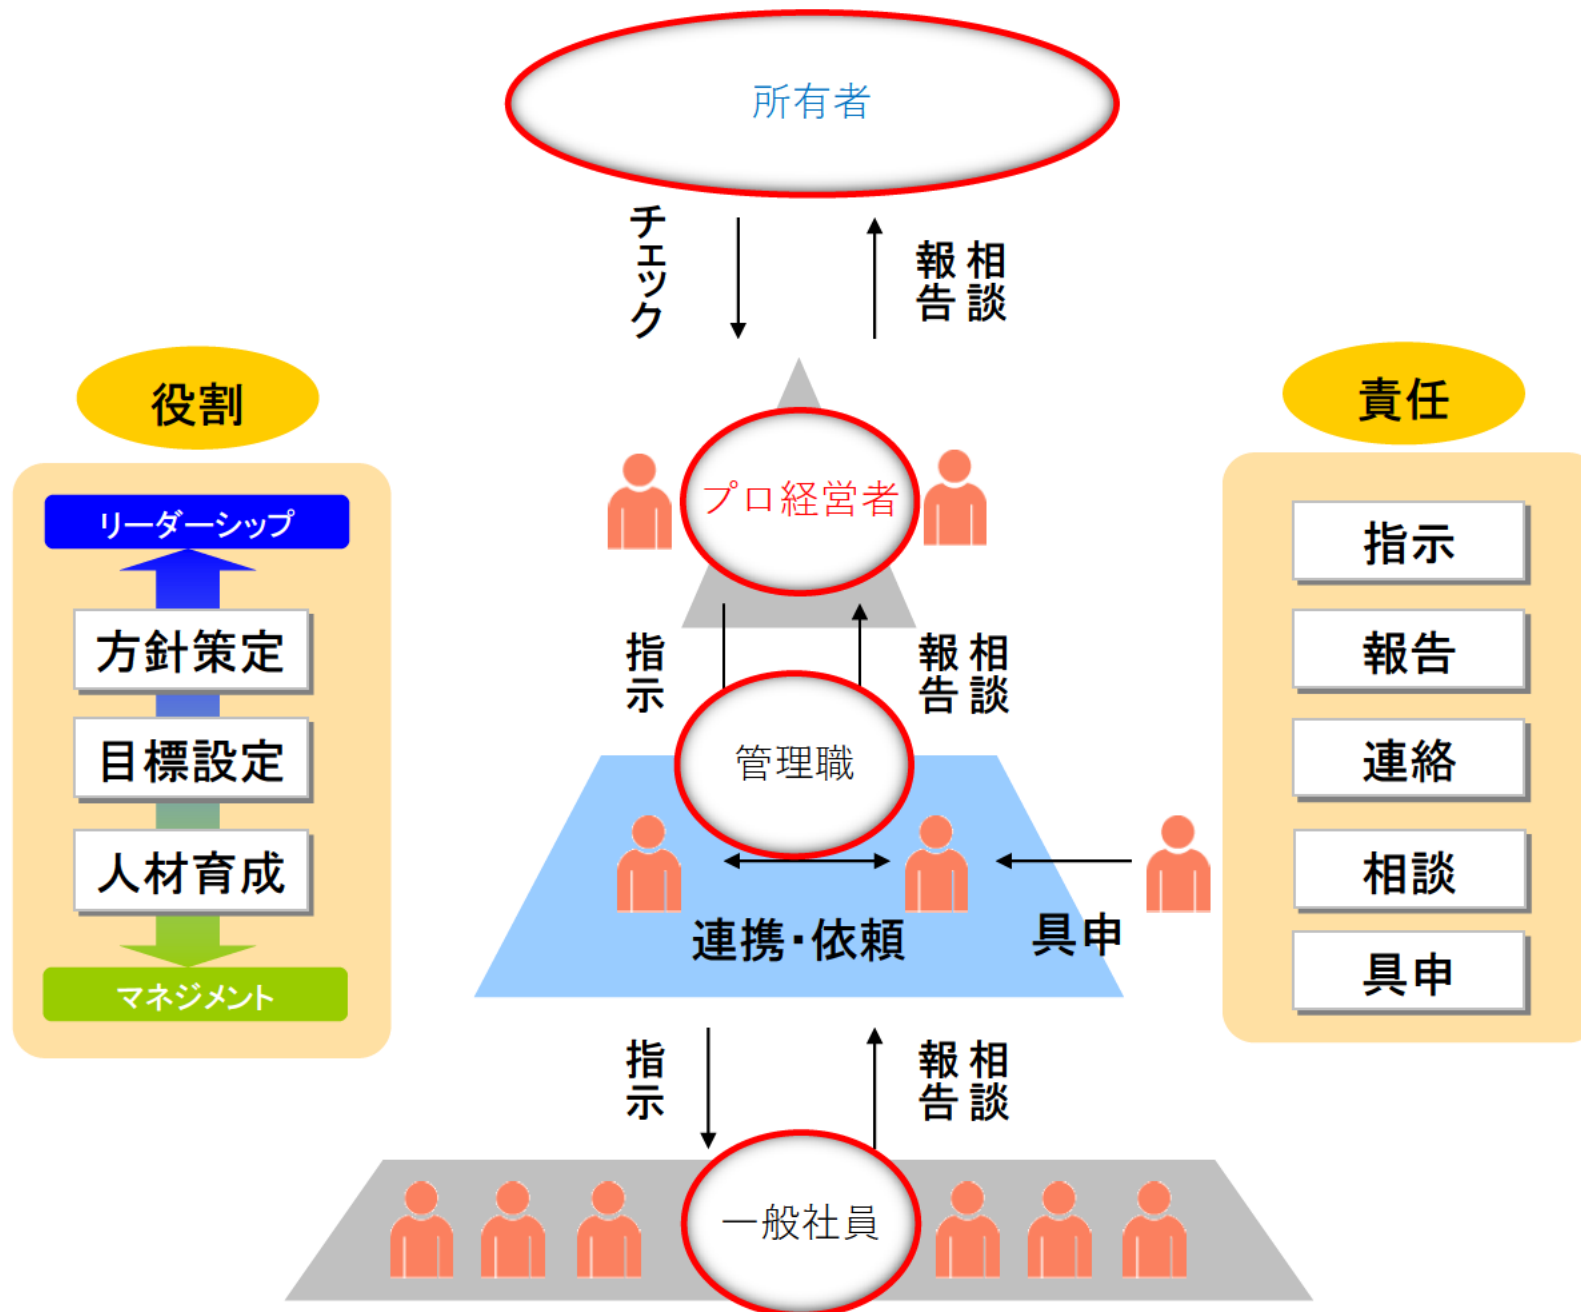 所有者
チェック
相談
報告
役割
リーダーシップ
方針策定
目標設定
人材育成
マネジメント
プロ経営者
指示
相談
報告
管理職
連携・依頼
具申
指示
相談
報告
一般社員
責任
指示
報告
連絡
相談
具申